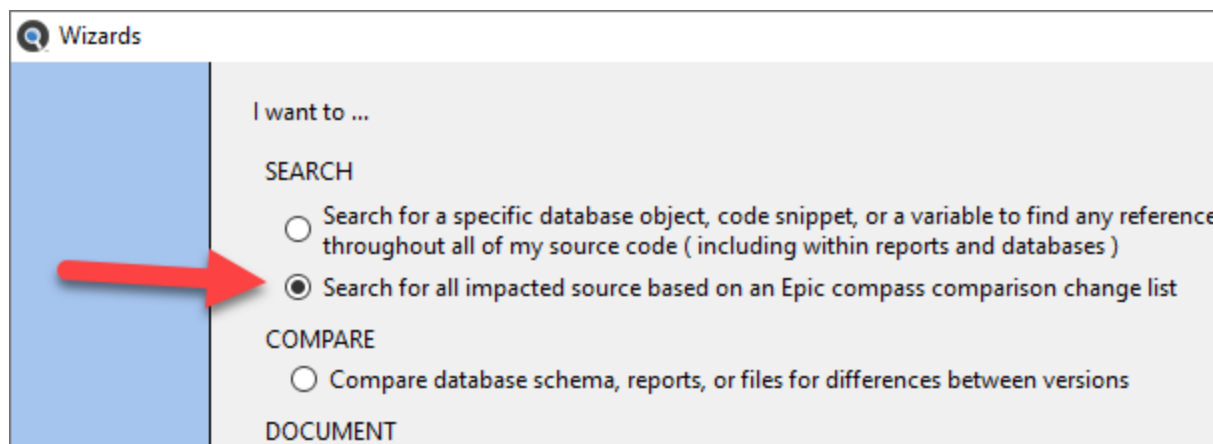 Wizards
I want to ...
SEARCH
Search for a specific database object, code snippet, or a variable to find any reference
throughout all of my source code ( including within reports and databases )
Search for all impacted source based on an Epic compass comparison change list
COMPARE
Compare database schema, reports, or files for differences between versions
DOCUMENT